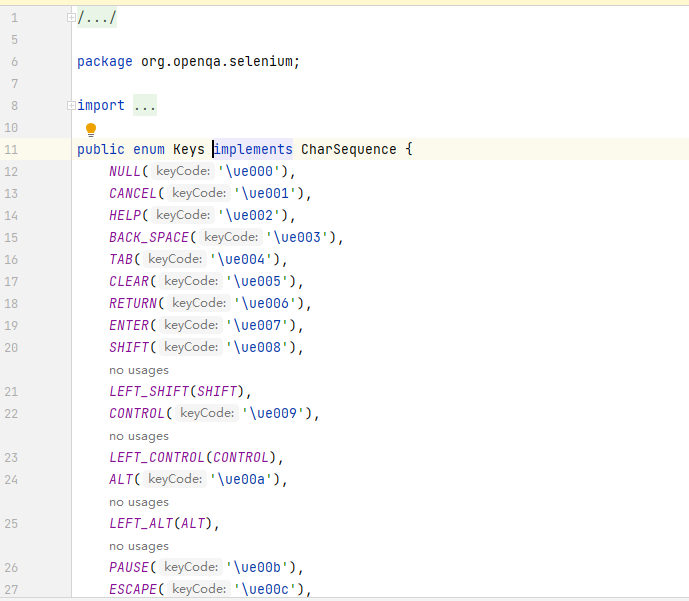 1 /.../
5
6 package org.openqa.selenium;
7
8 import ...
10
11 public enum Keys implements CharSequence {
12 NULL( keyCode: '\ue000'),
13 CANCEL( keyCode: '\ue001'),
14 HELP( keyCode: '\ue002'),
15 BACK_SPACE( keyCode: '\ue003'),
16 TAB( keyCode: '\ue004'),
17 CLEAR( keyCode: '\ue005'),
18 RETURN( keyCode: '\ue006'),
19 ENTER( keyCode: '\ue007'),
20 SHIFT( keyCode: '\ue008'),
no usages
21 LEFT_SHIFT(SHIFT),
22 CONTROL( keyCode: '\ue009'),
no usages
23 LEFT_CONTROL(CONTROL),
24 ALT( keyCode: '\ue00a'),
no usages
25 LEFT_ALT(ALT),
no usages
26 PAUSE( keyCode: '\ue00b'),
27 ESCAPE( keyCode: '\ue00c'),